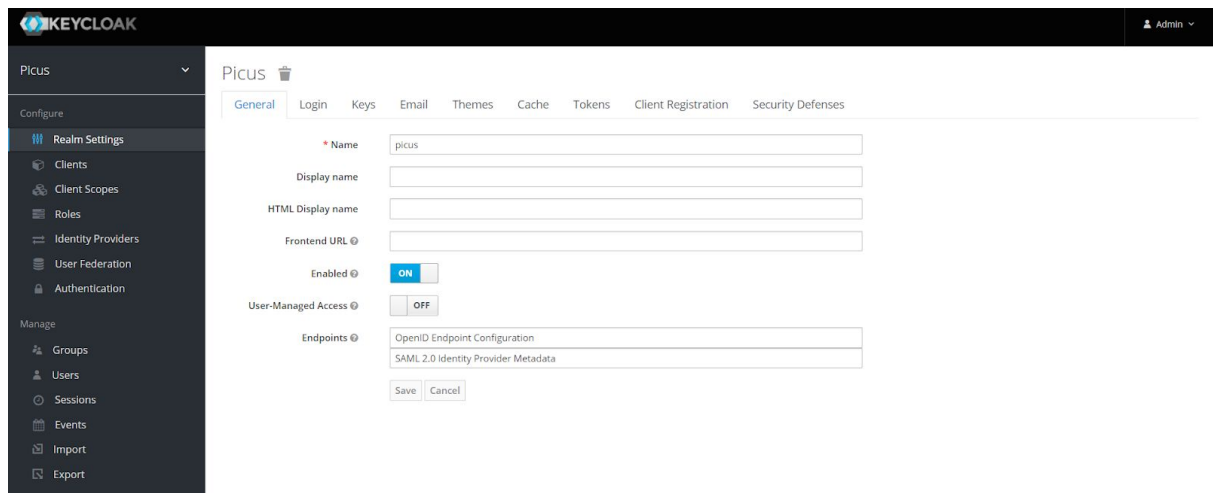 KEYCLOAK
Admin
Picus
Configure
Realm Settings
Clients
Client Scopes
Roles
Identity Providers
User Federation
Authentication
Manage
Groups
Users
Sessions
Events
Import
Export
Picus
General Login Keys Email Themes Cache Tokens Client Registration Security Defenses
* Name picus
Display name
HTML Display name
Frontend URL
Enabled ON
User-Managed Access OFF
Endpoints OpenID Endpoint Configuration
SAML 2.0 Identity Provider Metadata
Save Cancel